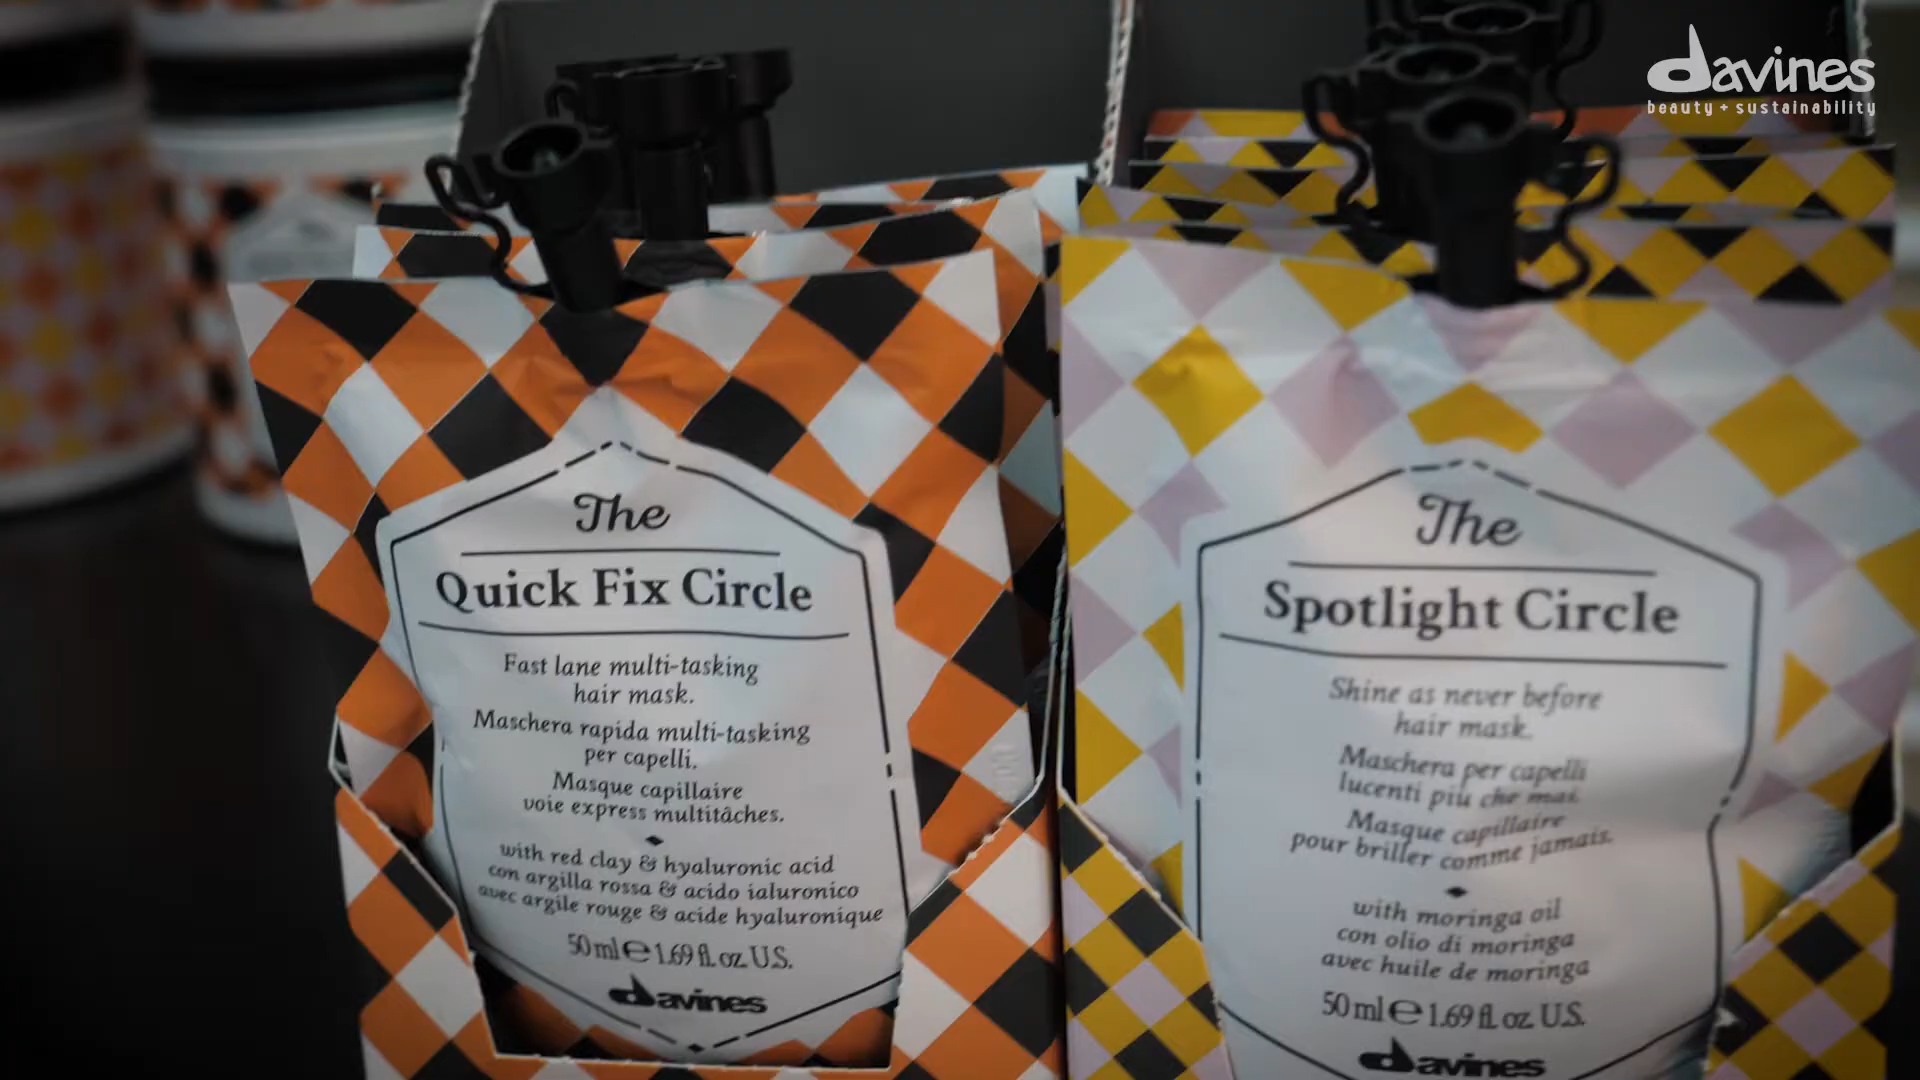 davines
beauty + sustainability
The
Quick Fix Circle
Fast lane multi-tasking
hair mask.
Maschera rapida multi-tasking
per capelli.
Masque capillaire
voie express multitâches.
with red clay & hyaluronic acid
con argilla rossa & acido ialuronico
avec argile rouge & acide hyaluronique
50 ml e 1.69 fl. oz. U.S.
davines
The
Spotlight Circle
Shine as never before
hair mask.
Maschera per capelli
lucenti più che mai.
Masque capillaire
pour briller comme jamais.
with moringa oil
con olio di moringa
avec huile de moringa
50 ml e 1.69 fl. oz. U.S.
davines